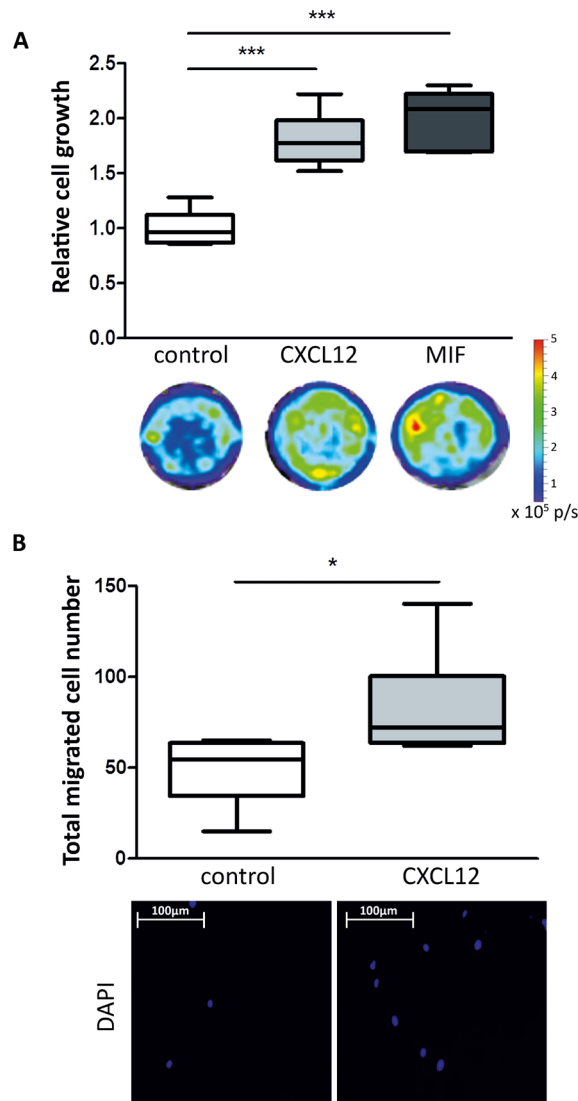 A
***
***
Relative cell growth
2.5
2.0
1.5
1.0
0.5
0.0
control CXCL12 MIF
5
4
3
2
1
x 10⁵ p/s
B
*
Total migrated cell number
150
100
50
0
control CXCL12
100µm 100µm
DAPI